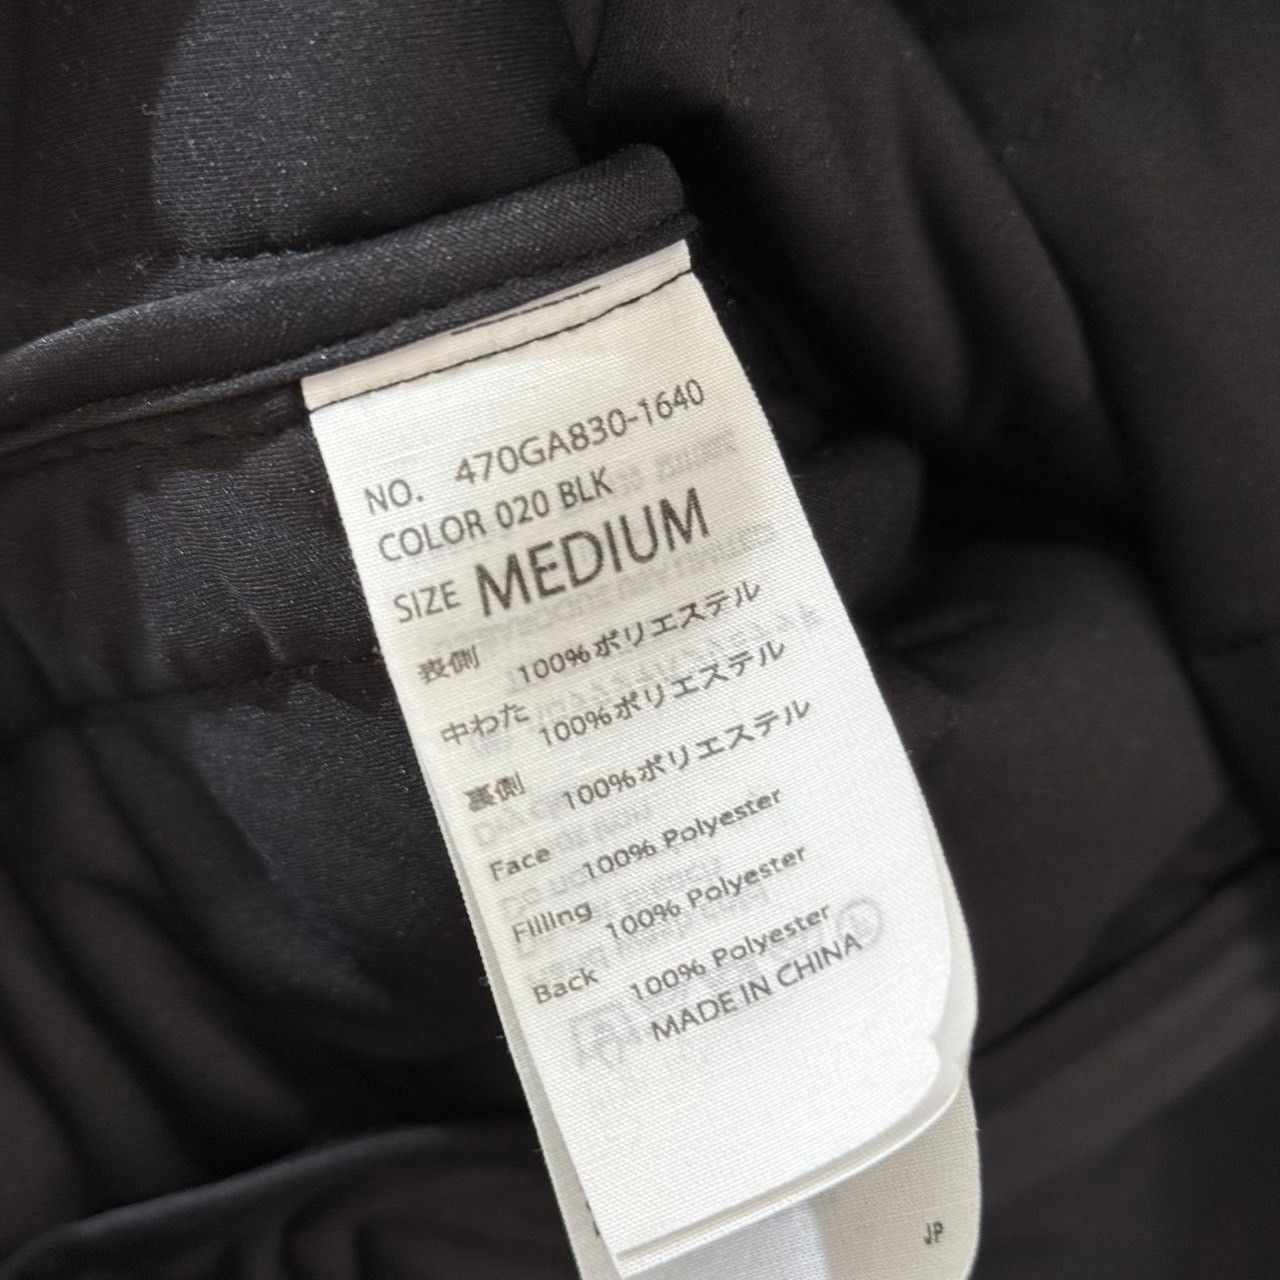 NO. 470GA830-1640
COLOR 020 BLK
SIZE MEDIUM
表側 100%ポリエステル
中わた 100%ポリエステル
裏側 100%ポリエステル
Face 100% Polyester
Filling 100% Polyester
Back 100% Polyester
MADE IN CHINA
JP